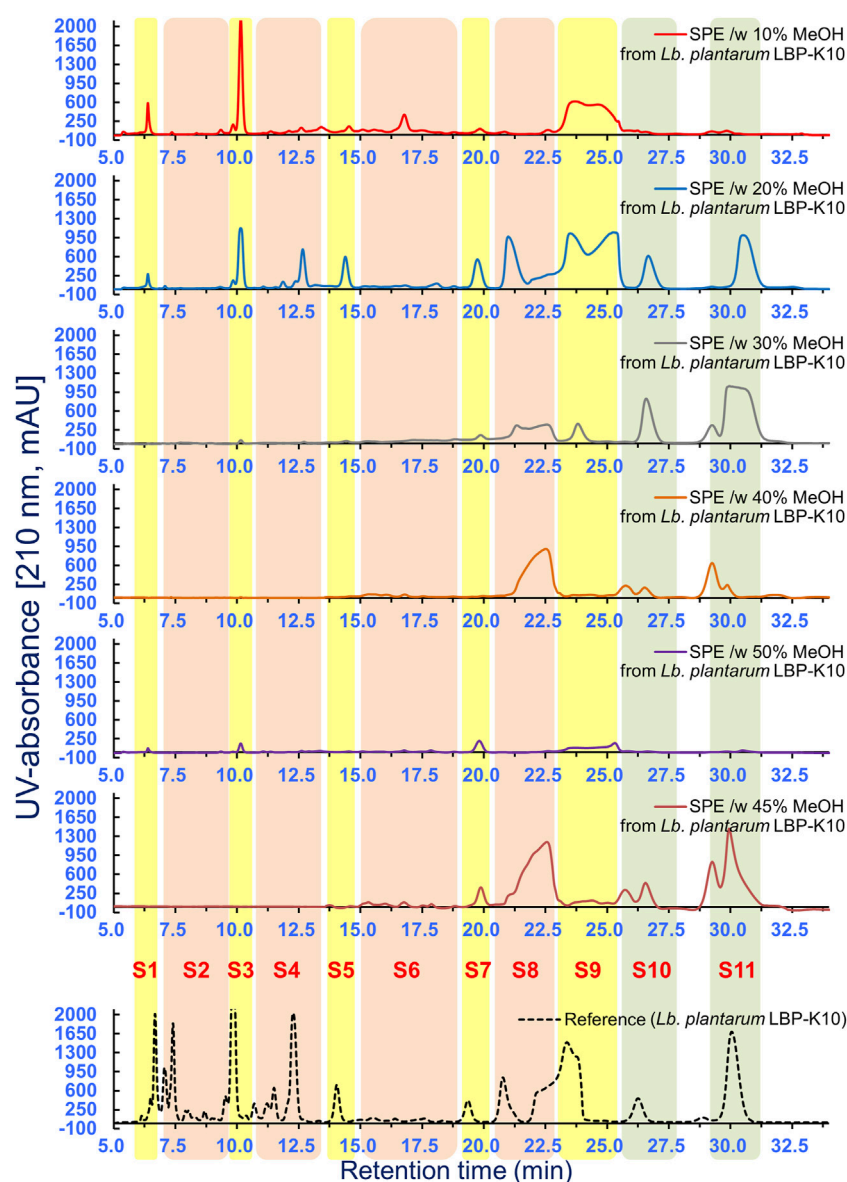 2000
1650
1300
950
600
250
-100
SPE /w 10% MeOH
from Lb. plantarum LBP-K10
5.0 7.5 10.0 12.5 15.0 17.5 20.0 22.5 25.0 27.5 30.0 32.5
2000
1650
1300
950
600
250
-100
SPE /w 20% MeOH
from Lb. plantarum LBP-K10
5.0 7.5 10.0 12.5 15.0 17.5 20.0 22.5 25.0 27.5 30.0 32.5
2000
1650
1300
950
600
250
-100
SPE /w 30% MeOH
from Lb. plantarum LBP-K10
5.0 7.5 10.0 12.5 15.0 17.5 20.0 22.5 25.0 27.5 30.0 32.5
2000
1650
1300
950
600
250
-100
SPE /w 40% MeOH
from Lb. plantarum LBP-K10
5.0 7.5 10.0 12.5 15.0 17.5 20.0 22.5 25.0 27.5 30.0 32.5
2000
1650
1300
950
600
250
-100
SPE /w 50% MeOH
from Lb. plantarum LBP-K10
5.0 7.5 10.0 12.5 15.0 17.5 20.0 22.5 25.0 27.5 30.0 32.5
2000
1650
1300
950
600
250
-100
SPE /w 45% MeOH
from Lb. plantarum LBP-K10
5.0 7.5 10.0 12.5 15.0 17.5 20.0 22.5 25.0 27.5 30.0 32.5
S1 S2 S3 S4 S5 S6 S7 S8 S9 S10 S11
2000
1650
1300
950
600
250
-100
Reference (Lb. plantarum LBP-K10)
5.0 7.5 10.0 12.5 15.0 17.5 20.0 22.5 25.0 27.5 30.0 32.5
Retention time (min)
UV-absorbance [210 nm, mAU]